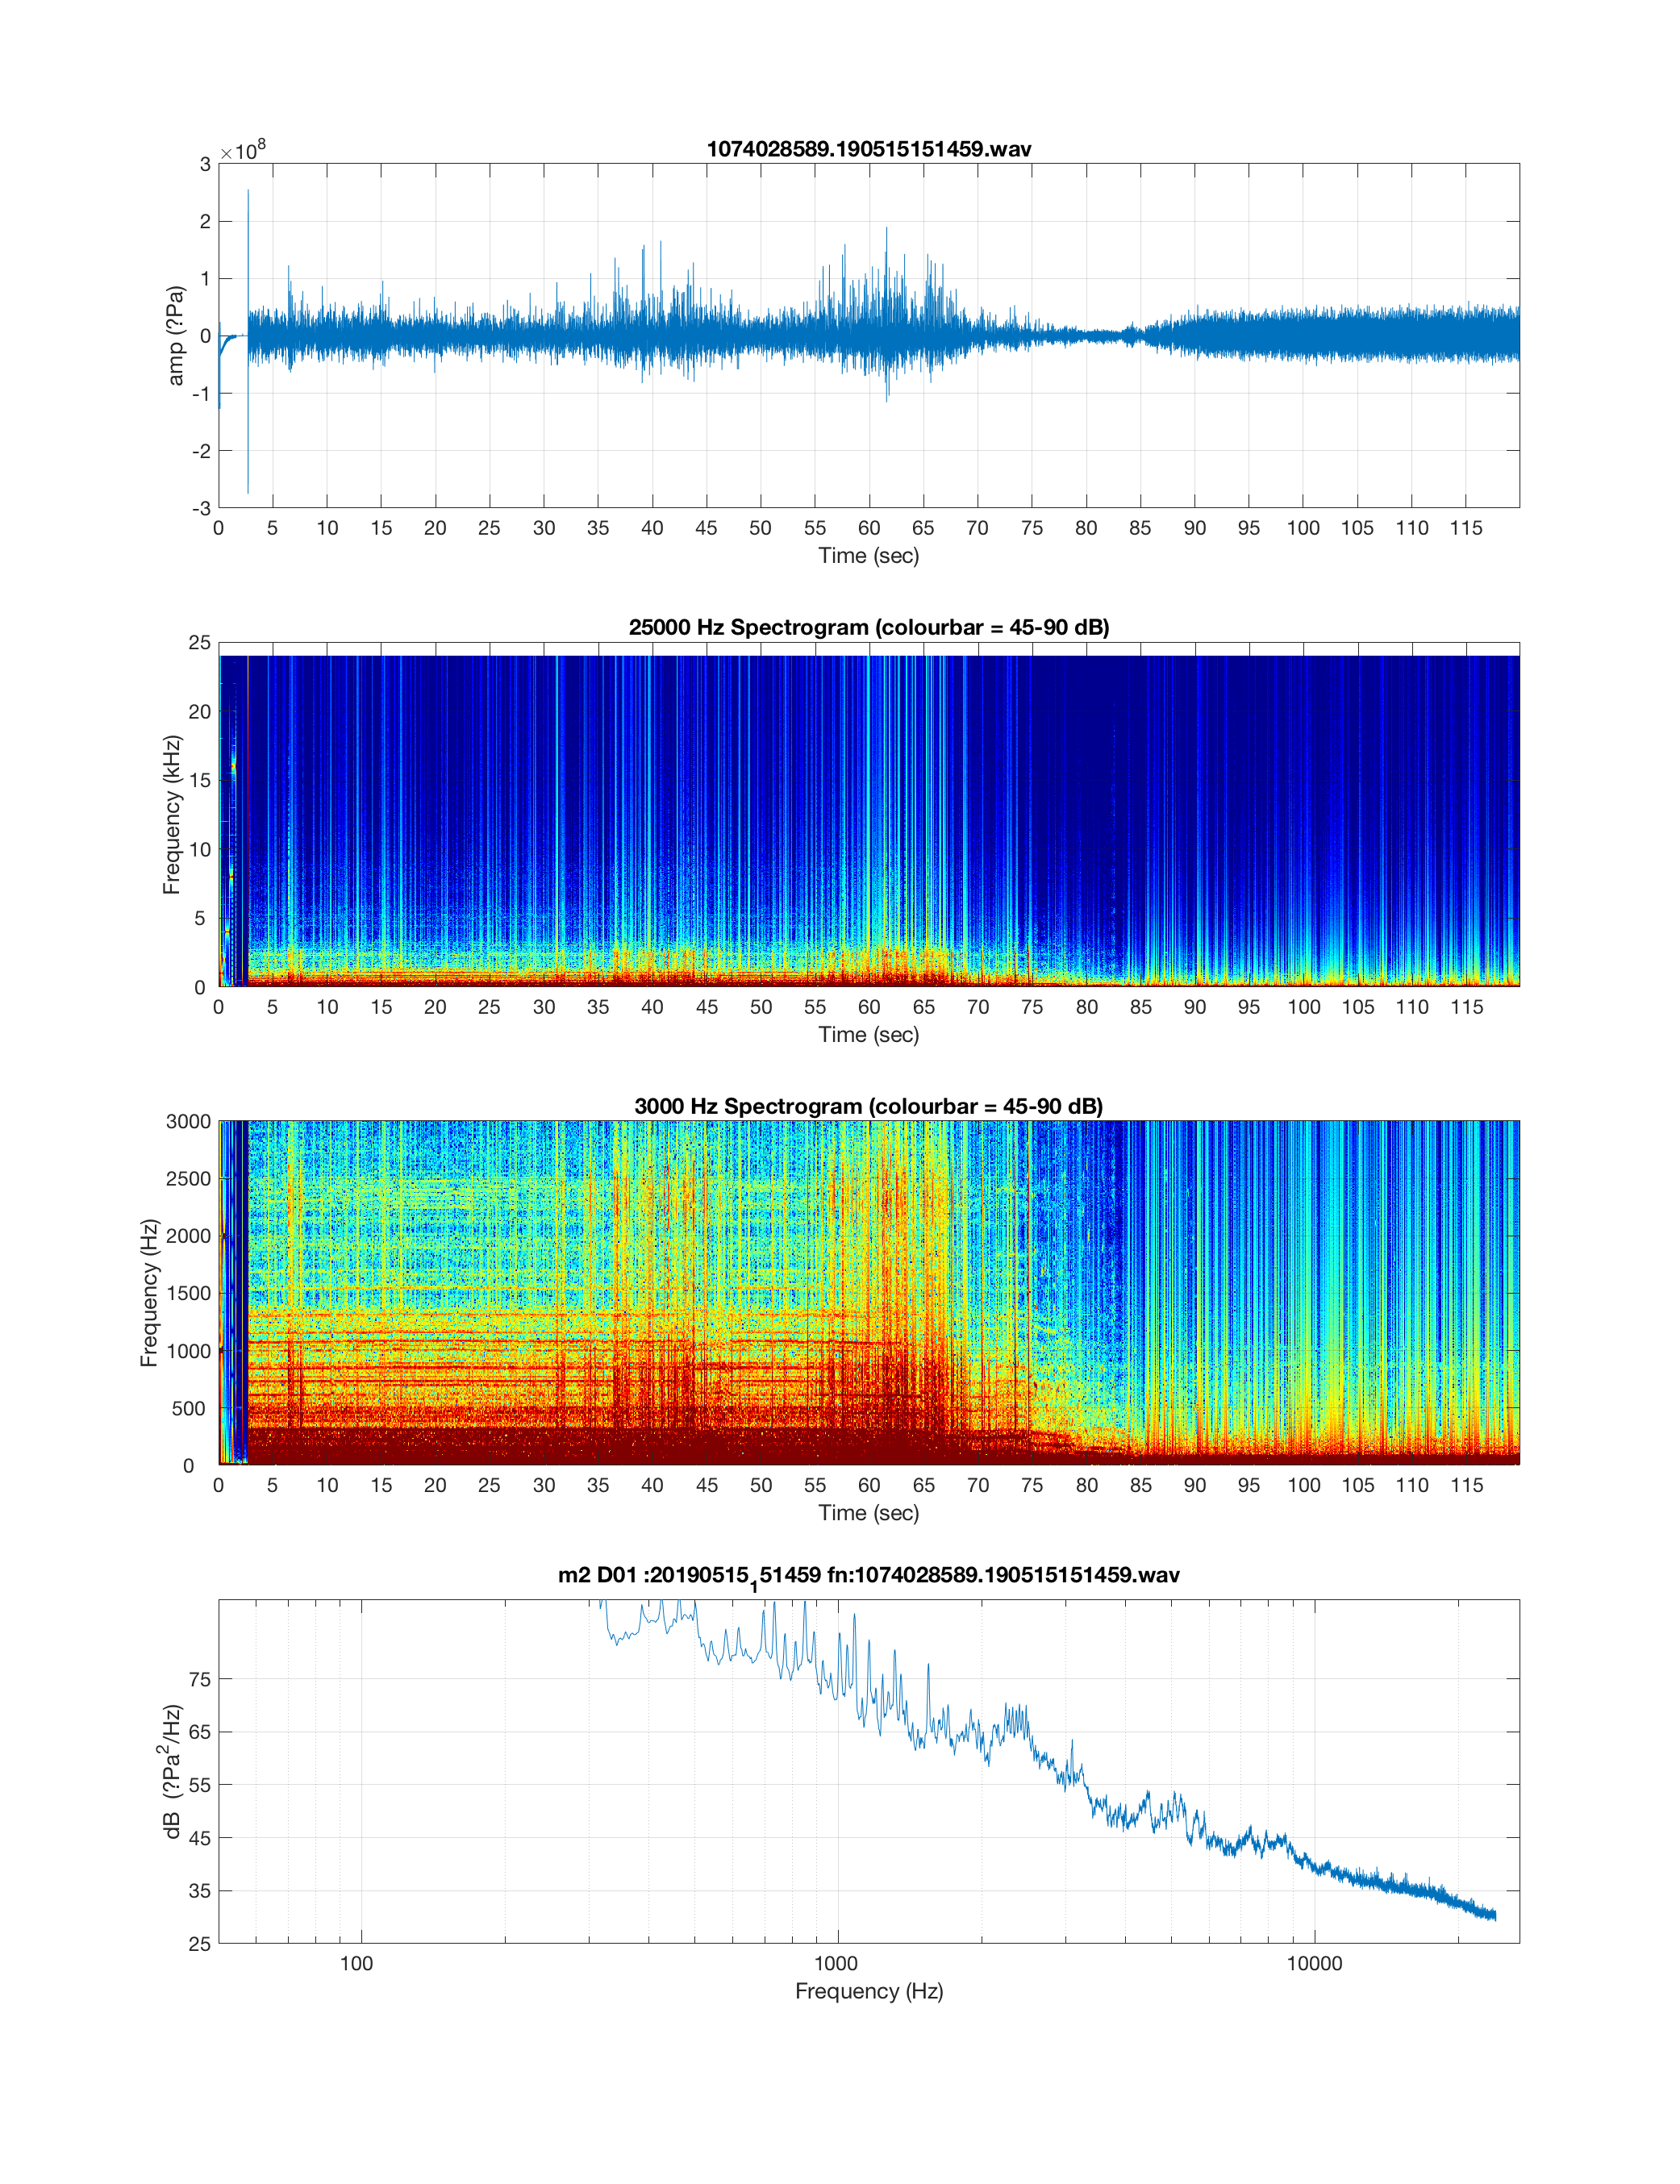 1074028589.190515151459.wav
×10⁸
3
2
1
0
-1
-2
-3
amp (?Pa)
0 5 10 15 20 25 30 35 40 45 50 55 60 65 70 75 80 85 90 95 100 105 110 115
Time (sec)
25000 Hz Spectrogram (colourbar = 45-90 dB)
25
20
15
10
5
0
Frequency (kHz)
0 5 10 15 20 25 30 35 40 45 50 55 60 65 70 75 80 85 90 95 100 105 110 115
Time (sec)
3000 Hz Spectrogram (colourbar = 45-90 dB)
3000
2500
2000
1500
1000
500
0
Frequency (Hz)
0 5 10 15 20 25 30 35 40 45 50 55 60 65 70 75 80 85 90 95 100 105 110 115
Time (sec)
m2 D01 :20190515₁51459 fn:1074028589.190515151459.wav
75
65
55
45
35
25
dB (?Pa²/Hz)
100 1000 10000
Frequency (Hz)